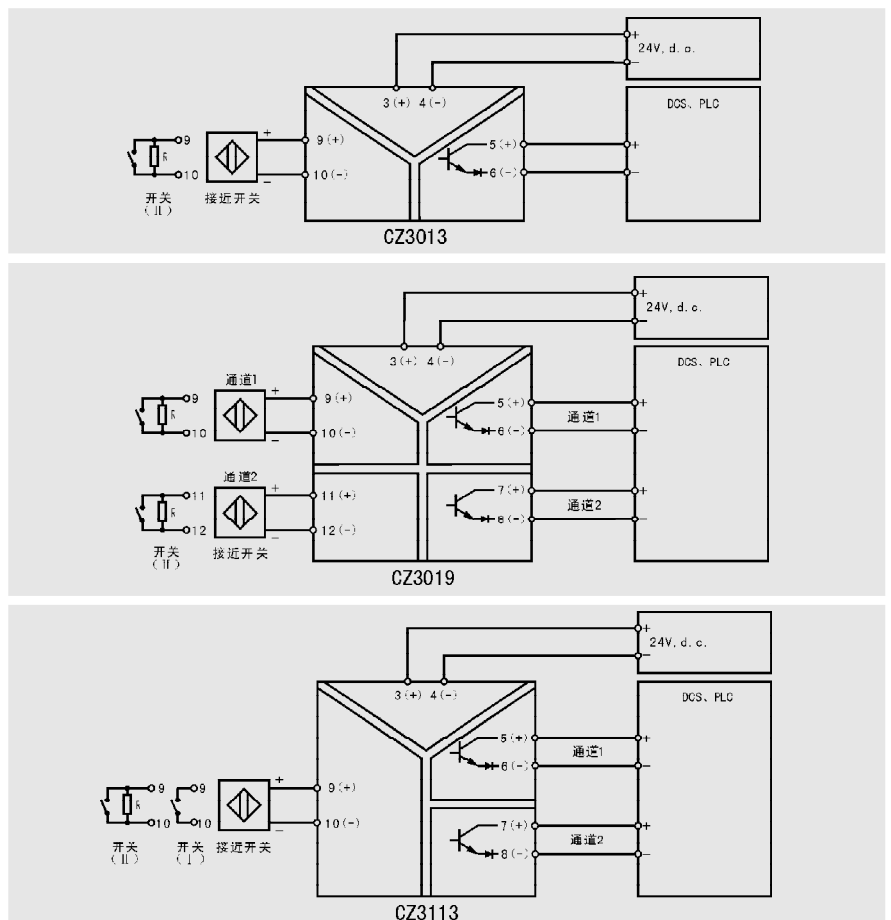 +
24V,d.c.
−
3(+) 4(-)
DCS、PLC
9
R
10
+
−
9(+)
10(-)
5(+)
6(-)
+
−
开关
(Ⅱ)
接近开关
CZ3013
+
24V,d.c.
−
3(+) 4(-)
DCS、PLC
通道1
9
R
10
+
−
9(+)
10(-)
5(+)
6(-)
通道1
+
−
通道2
11
R
12
+
−
11(+)
12(-)
7(+)
8(-)
通道2
+
−
开关
(Ⅱ)
接近开关
CZ3019
+
24V,d.c.
−
3(+) 4(-)
DCS、PLC
5(+)
6(-)
通道1
+
−
9
R
10
9
10
+
−
9(+)
10(-)
7(+)
8(-)
通道2
+
−
开关
(Ⅱ)
开关
(Ⅰ)
接近开关
CZ3113